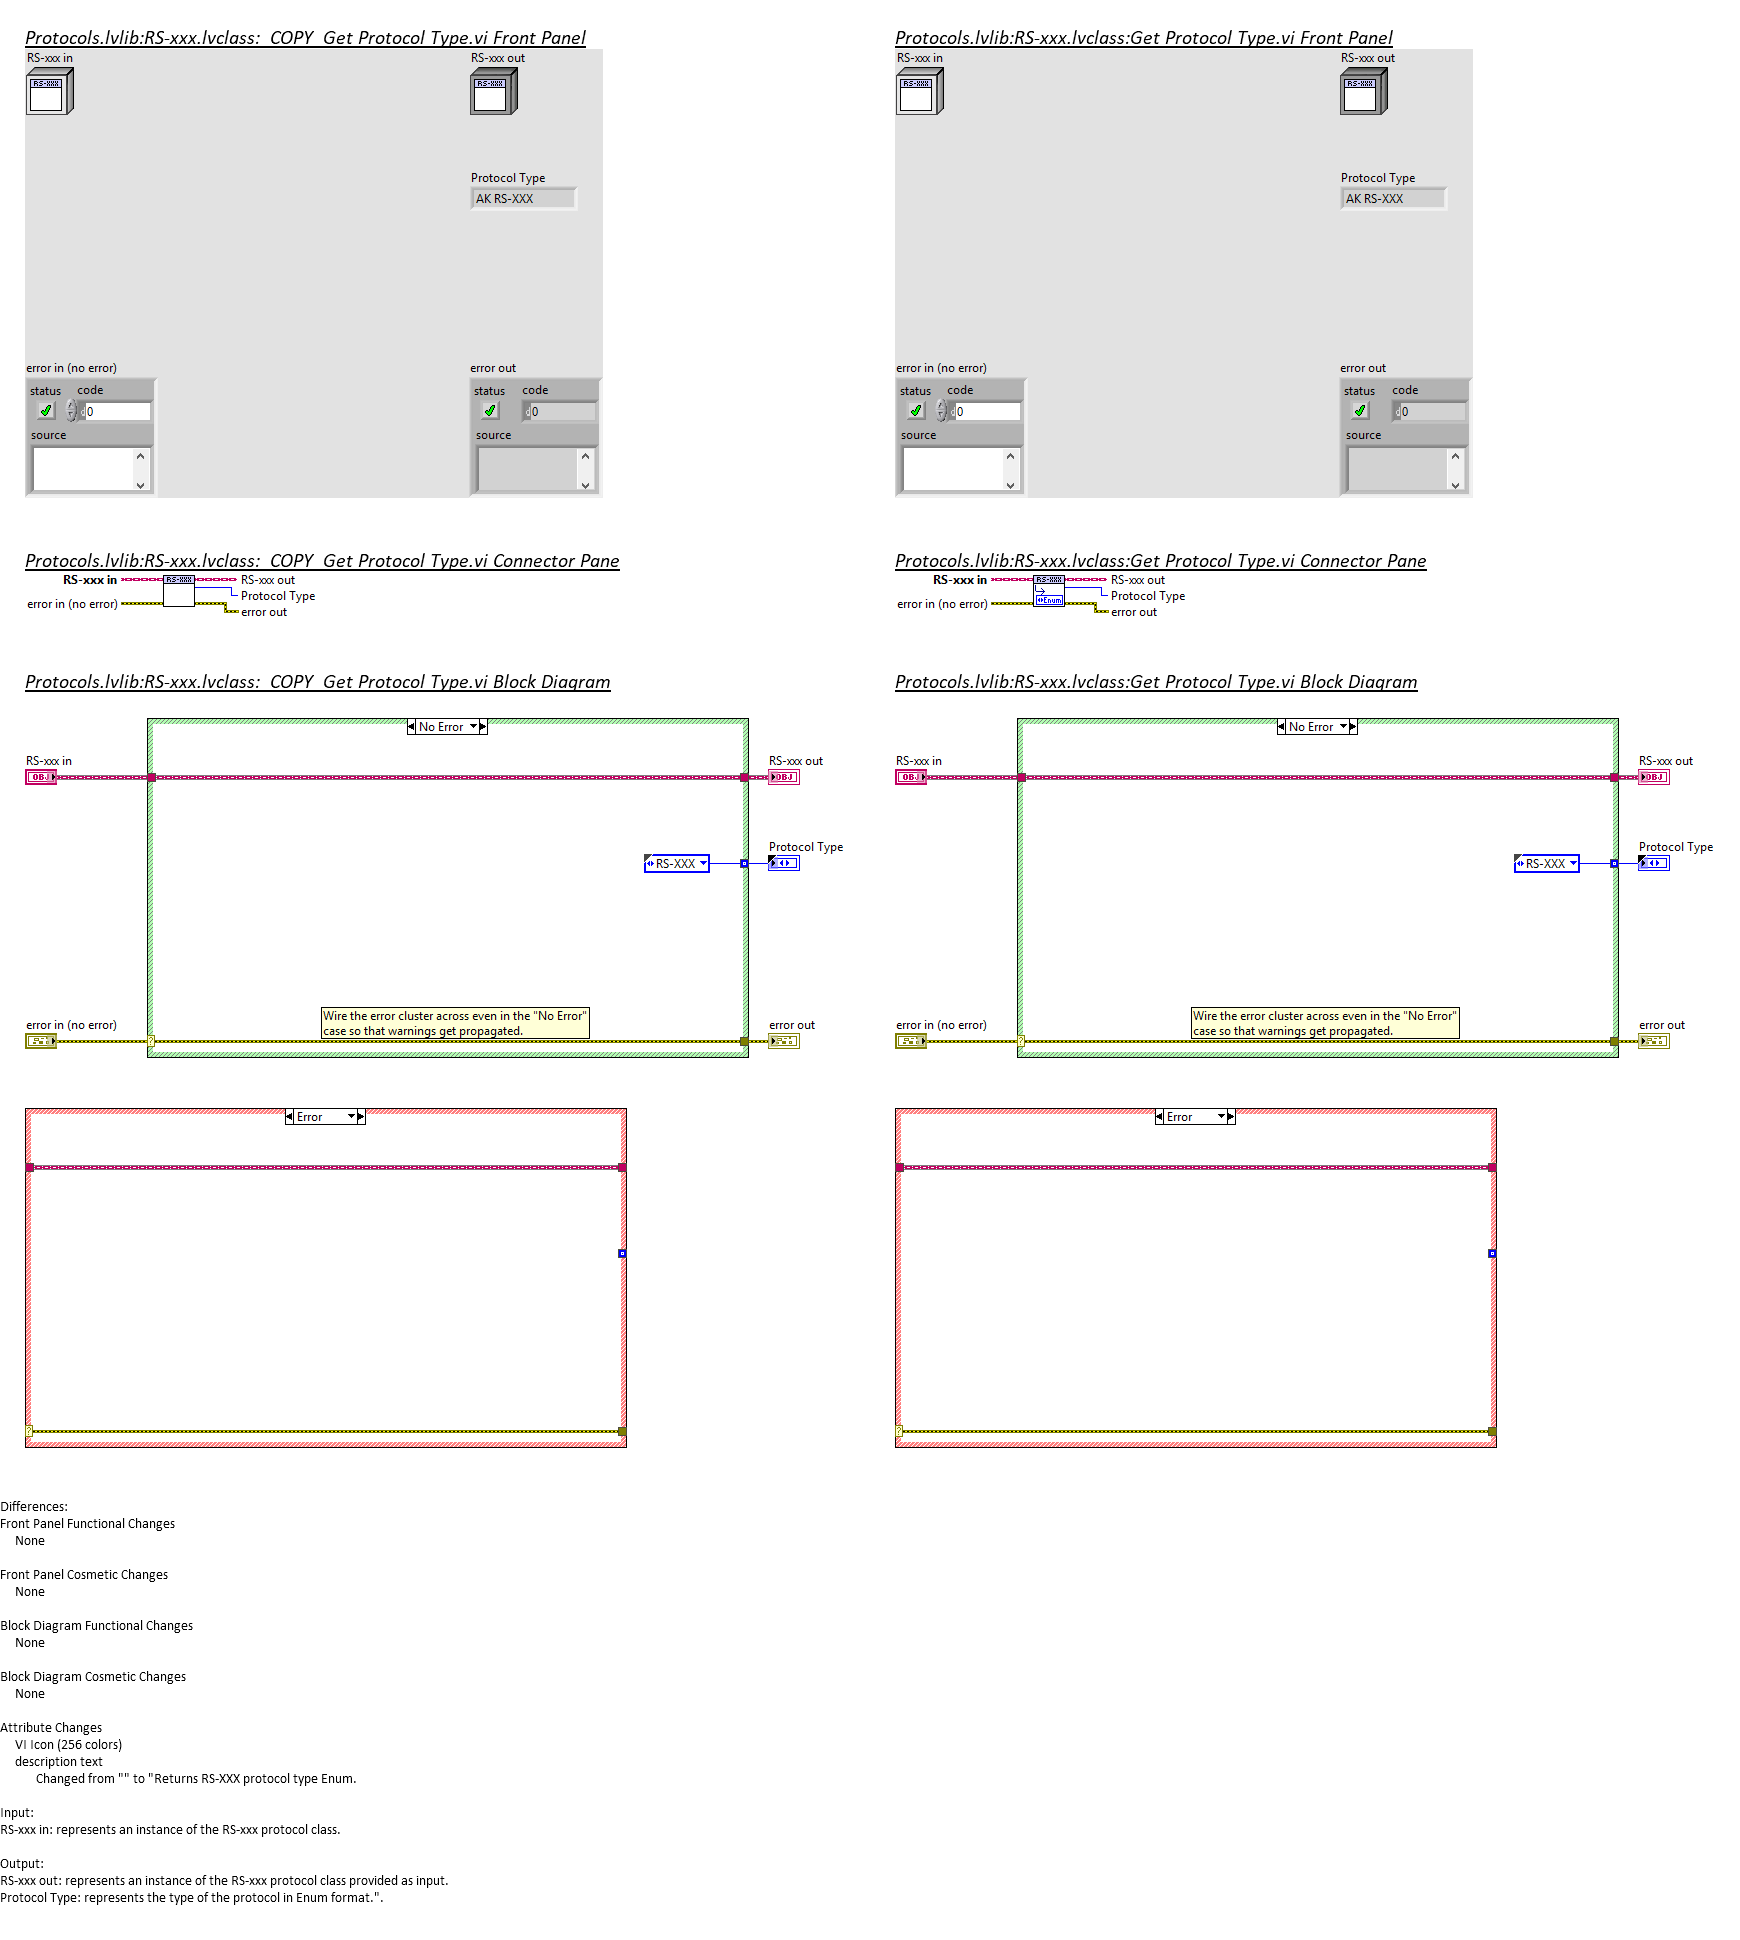 Protocols.lvlib:RS-xxx.lvclass:_COPY_Get Protocol Type.vi Front Panel
RS-xxx in
RS-xxx out
RS-XXX
RS-XXX
Protocol Type
AK RS-XXX
error in (no error)
error out
status code
0
source
status code
0
source
Protocols.lvlib:RS-xxx.lvclass:Get Protocol Type.vi Front Panel
RS-xxx in
RS-xxx out
RS-XXX
RS-XXX
Protocol Type
AK RS-XXX
error in (no error)
error out
status code
d0
source
status code
d0
source
Protocols.lvlib:RS-xxx.lvclass:_COPY_Get Protocol Type.vi Connector Pane
RS-xxx in
RS-XXX
RS-xxx out
Protocol Type
error in (no error)
error out
Protocols.lvlib:RS-xxx.lvclass:Get Protocol Type.vi Connector Pane
RS-xxx in
RS-XXX
Enum
RS-xxx out
Protocol Type
error in (no error)
error out
Protocols.lvlib:RS-xxx.lvclass:_COPY_Get Protocol Type.vi Block Diagram
No Error
RS-xxx in
OBJ
RS-xxx out
OBJ
Protocol Type
RS-XXX
Wire the error cluster across even in the "No Error"
case so that warnings get propagated.
error in (no error)
?
error out
Error
?
Protocols.lvlib:RS-xxx.lvclass:Get Protocol Type.vi Block Diagram
No Error
RS-xxx in
OBJ
RS-xxx out
OBJ
Protocol Type
RS-XXX
Wire the error cluster across even in the "No Error"
case so that warnings get propagated.
error in (no error)
?
error out
Error
?
Differences:
Front Panel Functional Changes
None
Front Panel Cosmetic Changes
None
Block Diagram Functional Changes
None
Block Diagram Cosmetic Changes
None
Attribute Changes
VI Icon (256 colors)
description text
Changed from "" to "Returns RS-XXX protocol type Enum.
Input:
RS-xxx in: represents an instance of the RS-xxx protocol class.
Output:
RS-xxx out: represents an instance of the RS-xxx protocol class provided as input.
Protocol Type: represents the type of the protocol in Enum format.".